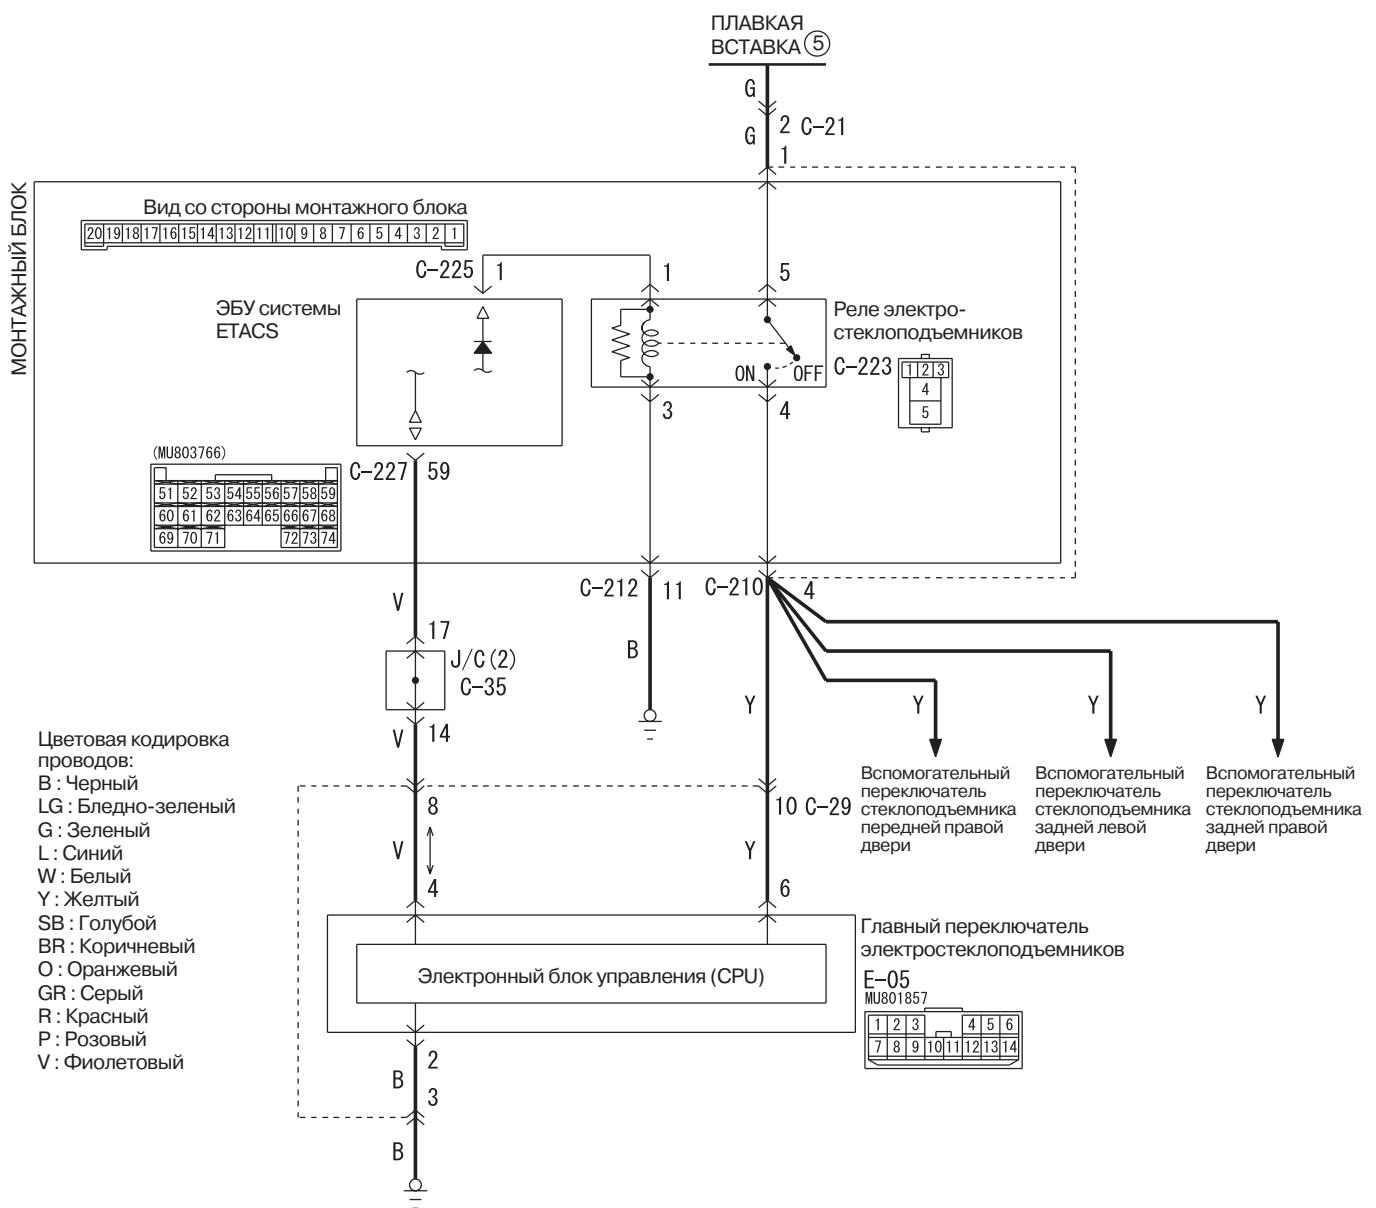 ПЛАВКАЯ
ВСТАВКА 5
G
2 C-21
G
1
МОНТАЖНЫЙ БЛОК
Вид со стороны монтажного блока
20 19 18 17 16 15 14 13 12 11 10 9 8 7 6 5 4 3 2 1
C-225 1
1
5
ЭБУ системы
ETACS
Реле электро-
стеклоподъемников
ON OFF
C-223
1 2 3
4
5
3
4
(MU803766)
C-227 59
51 52 53 54 55 56 57 58 59
60 61 62 63 64 65 66 67 68
69 70 71 72 73 74
C-212 11
C-210 4
V
17
J/C(2)
C-35
B
Y
Y
Y
Y
V
14
Цветовая кодировка
проводов:
B : Черный
LG : Бледно-зеленый
G : Зеленый
L : Синий
W : Белый
Y : Желтый
SB : Голубой
BR : Коричневый
O : Оранжевый
GR : Серый
R : Красный
P : Розовый
V : Фиолетовый
Вспомогательный
переключатель
стеклоподъемника
передней правой
двери
Вспомогательный
переключатель
стеклоподъемника
задней левой
двери
Вспомогательный
переключатель
стеклоподъемника
задней правой
двери
8
10 C-29
V
Y
4
6
Главный переключатель
электростеклоподъемников
Электронный блок управления (CPU)
E-05
MU801857
1 2 3 4 5 6
7 8 9 10 11 12 13 14
2
B
3
B